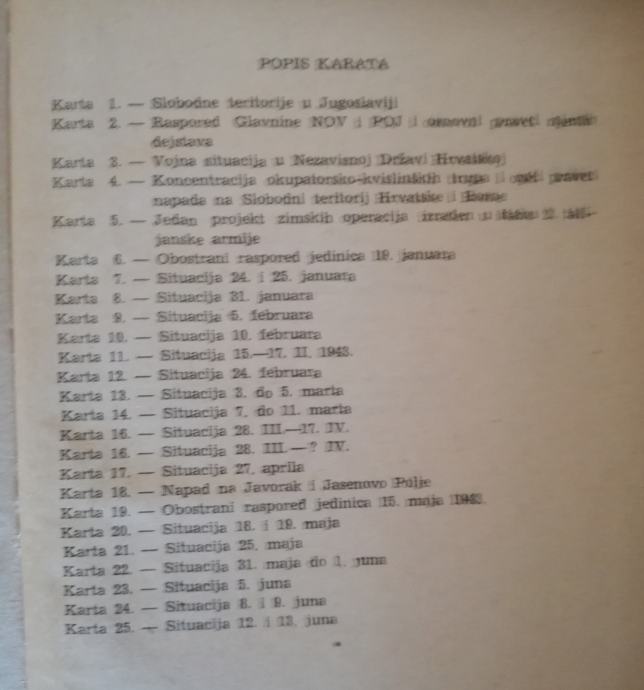 POPIS KARATA
Karta 1. — Slobodne teritorije u Jugoslaviji
Karta 2. — Raspored Glavnine NOV i POJ i osnovni pravci
dejstava
Karta 3. — Vojna situacija u Nezavisnoj Državi Hrvatskoj
Karta 4. — Koncentracija okupatorsko-kvislinških trupa i opći pravci
napada na Slobodni teritorij Hrvatske i Bosne
Karta 5. — Jedan projekt zimskih operacija izrađen u štabu 2. itali-
janske armije
Karta 6. — Obostrani raspored jedinica 19. januara
Karta 7. — Situacija 24. i 25. januara
Karta 8. — Situacija 31. januara
Karta 9. — Situacija 5. februara
Karta 10. — Situacija 10. februara
Karta 11. — Situacija 15.—17. II. 1943.
Karta 12. — Situacija 24. februara
Karta 13. — Situacija 3. do 5. marta
Karta 14. — Situacija 7. do 11. marta
Karta 15. — Situacija 28. III.—17. IV.
Karta 16. — Situacija 28. III.—? IV.
Karta 17. — Situacija 27. aprila
Karta 18. — Napad na Javorak i Jasenovo Polje
Karta 19. — Obostrani raspored jedinica 15. maja 1943.
Karta 20. — Situacija 18. i 19. maja
Karta 21. — Situacija 25. maja
Karta 22. — Situacija 31. maja do 1. juna
Karta 23. — Situacija 5. juna
Karta 24. — Situacija 8. i 9. juna
Karta 25. — Situacija 12. i 13. juna